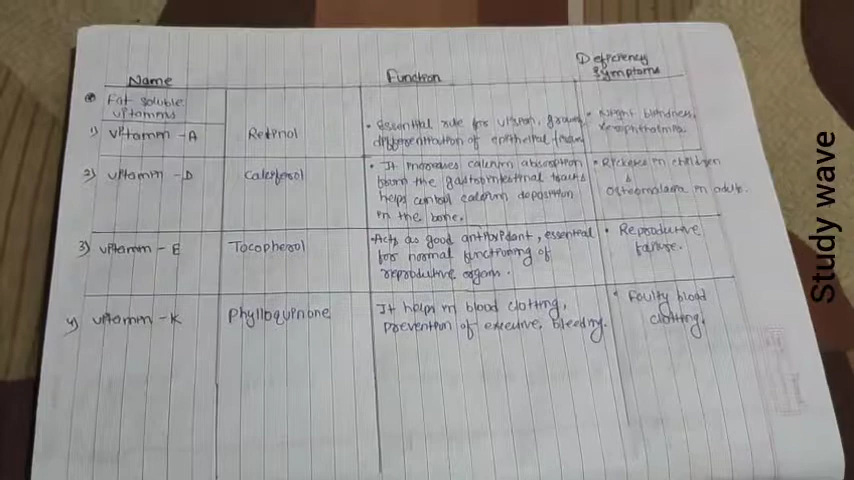 Name Function Deficiency Symptoms
Fat soluble vitamins
1) vitamin - A Retinol • Essential role for vision, growth, • Night blindness,
differentiation of epithelial tissue xerophthalmia.
2) vitamin - D Calciferol • It increases calcium absorption • Rickets in children
from the gastrointestinal tracts &
helps control calcium deposition Osteomalacia in adult.
in the bone.
3) vitamin - E Tocopherol • Acts as good antioxidant, essential • Reproductive
for normal functioning of failure.
reproductive organ.
4) vitamin - K Phylloquinone It helps in blood clotting, • Faulty blood
prevention of excessive bleeding. clotting.
Study wave